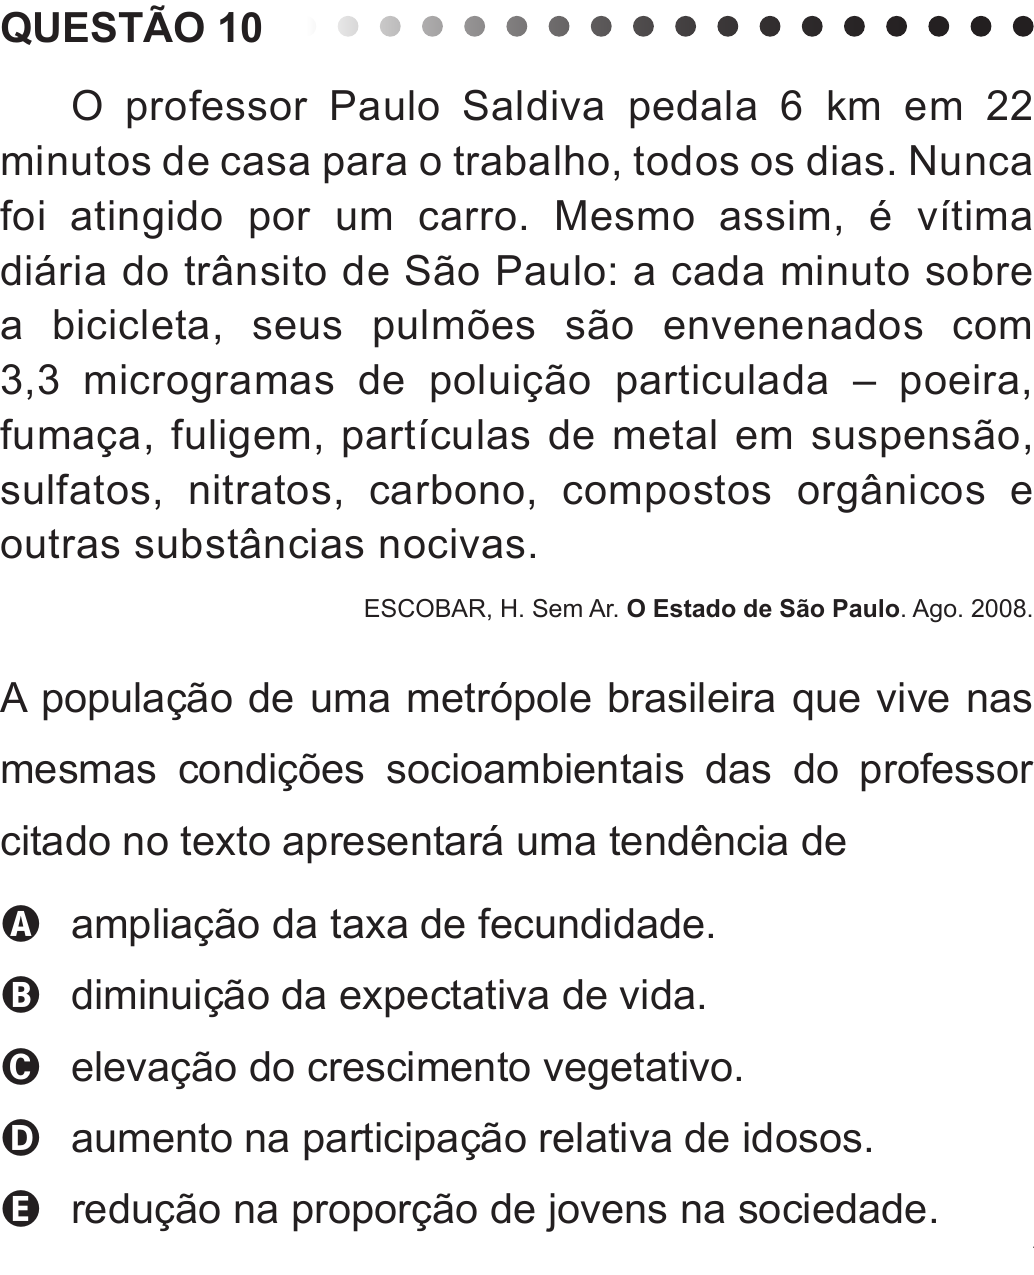 QUESTÃO 10
O professor Paulo Saldiva pedala 6 km em 22
minutos de casa para o trabalho, todos os dias. Nunca
foi atingido por um carro. Mesmo assim, é vítima
diária do trânsito de São Paulo: a cada minuto sobre
a bicicleta, seus pulmões são envenenados com
3,3 microgramas de poluição particulada – poeira,
fumaça, fuligem, partículas de metal em suspensão,
sulfatos, nitratos, carbono, compostos orgânicos e
outras substâncias nocivas.
ESCOBAR, H. Sem Ar. O Estado de São Paulo. Ago. 2008.
A população de uma metrópole brasileira que vive nas
mesmas condições socioambientais das do professor
citado no texto apresentará uma tendência de
A ampliação da taxa de fecundidade.
B diminuição da expectativa de vida.
C elevação do crescimento vegetativo.
D aumento na participação relativa de idosos.
E redução na proporção de jovens na sociedade.